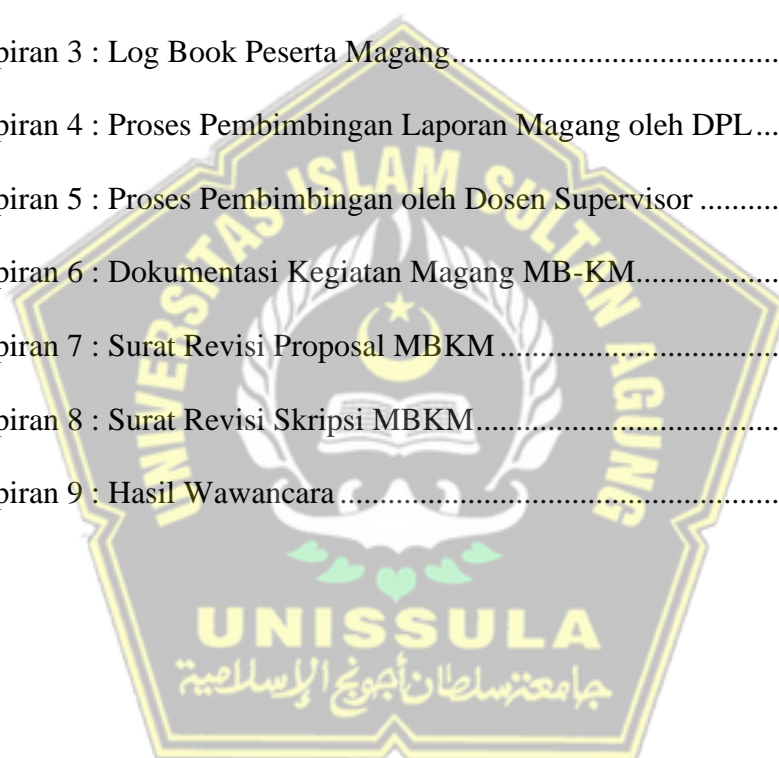 piran 3 : Log Book Peserta Magang........................................
piran 4 : Proses Pembimbingan Laporan Magang oleh DPL...
piran 5 : Proses Pembimbingan oleh Dosen Supervisor ..........
piran 6 : Dokumentasi Kegiatan Magang MB-KM..................
piran 7 : Surat Revisi Proposal MBKM ...................................
piran 8 : Surat Revisi Skripsi MBKM......................................
piran 9 : Hasil Wawancara .......................................................
UNIVERSITAS ISLAM SULTAN AGUNG
UNISSULA
جامعة سلطان أجونج الإسلامية